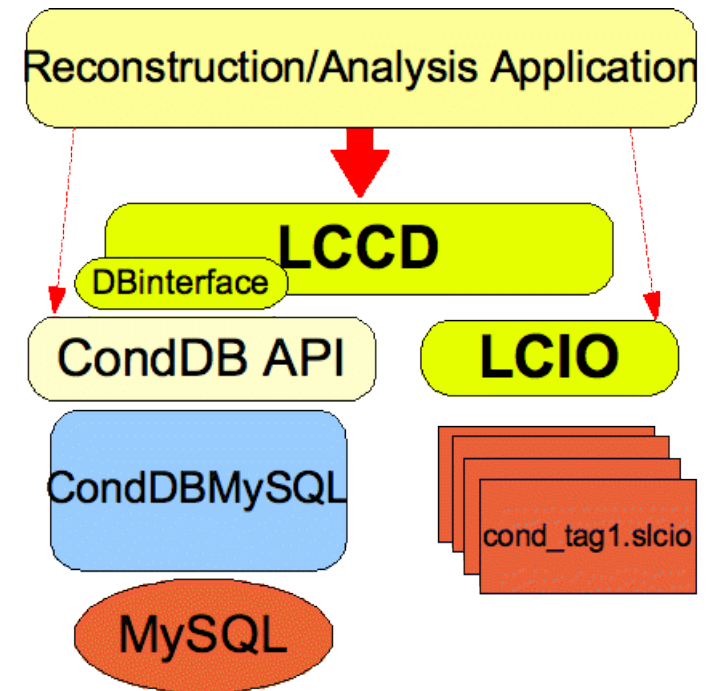 Reconstruction/Analysis Application
LCCD
DBinterface
CondDB API
LCIO
CondDBMySQL
cond_tag1.slcio
MySQL